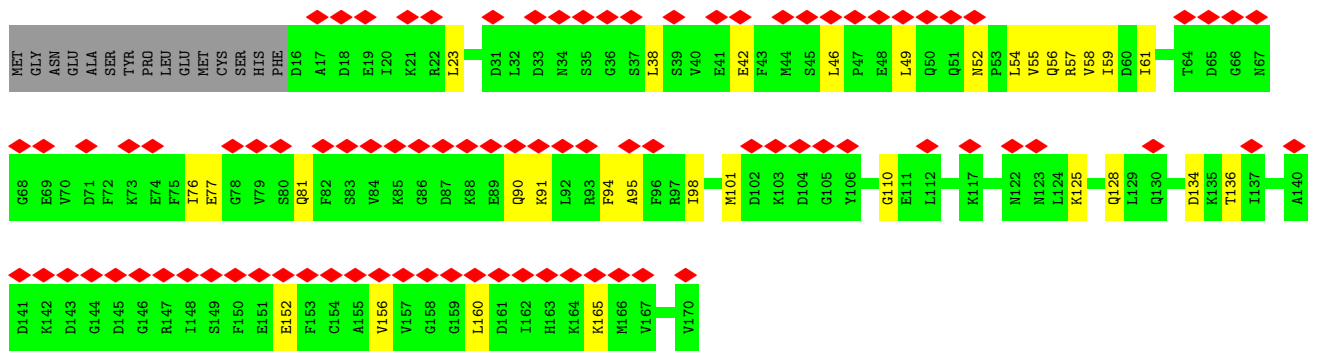 MET GLY ASN GLU ALA SER TYR PRO LEU GLU MET CYS SER HIS PHE D16 A17 D18 E19 I20 K21 R22 L23 D31 L32 D33 N34 S35 G36 S37 L38 S39 V40 E41 E42 F43 M44 S45 L46 P47 E48 L49 Q50 Q51 N52 P53 L54 V55 Q56 R57 V58 I59 D60 I61 T64 D65 G66 N67
G68 E69 V70 D71 F72 K73 E74 F75 I76 E77 G78 V79 S80 Q81 F82 S83 V84 K85 G86 D87 K88 E89 Q90 K91 L92 R93 F94 A95 F96 R97 I98 M101 D102 K103 D104 G105 Y106 G110 E111 L112 K117 N122 N123 L124 K125 Q128 L129 Q130 D134 K135 T136 I137 A140
D141 K142 D143 G144 D145 G146 R147 I148 S149 F150 E151 E152 F153 C154 A155 V156 V157 G158 G159 L160 D161 I162 H163 K164 K165 M166 V167 V170